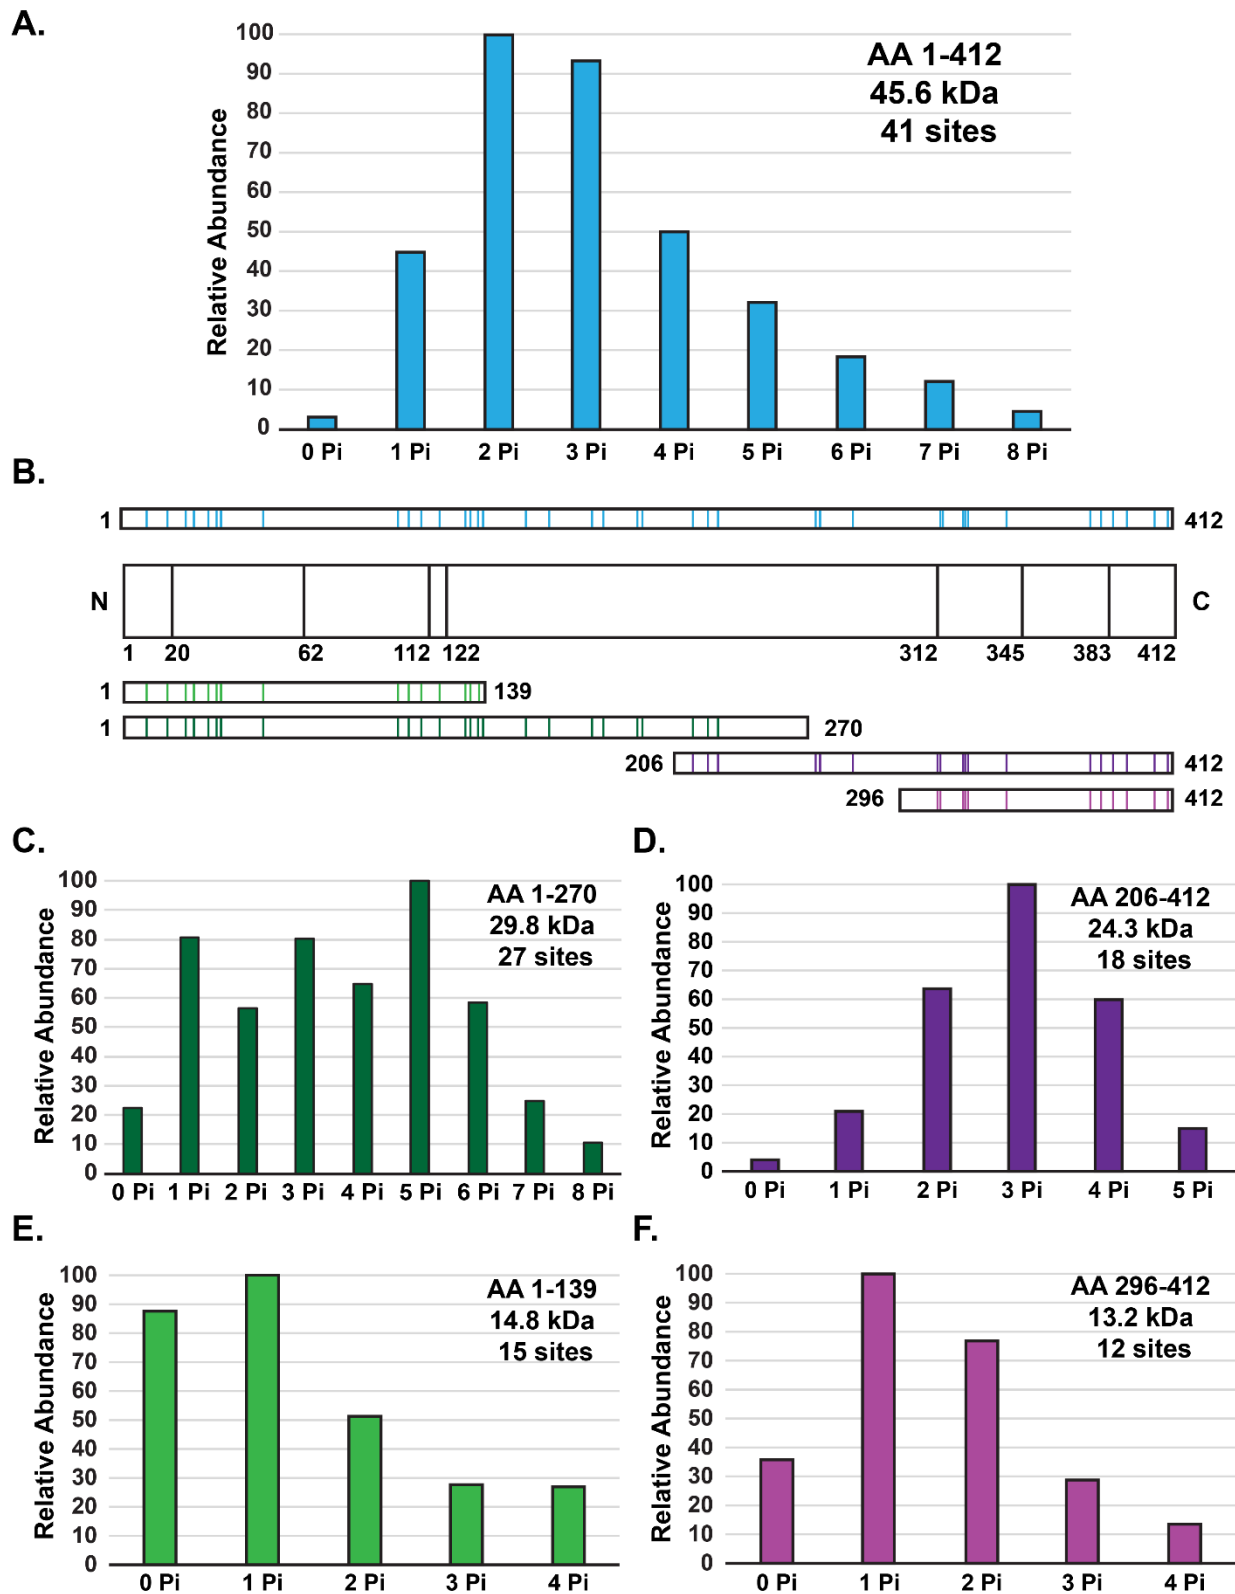 A.
Relative Abundance
100
90
80
70
60
50
40
30
20
10
0
AA 1-412
45.6 kDa
41 sites
0 Pi 1 Pi 2 Pi 3 Pi 4 Pi 5 Pi 6 Pi 7 Pi 8 Pi
B.
1 412
N C
1 20 62 112 122 312 345 383 412
1 139
1 270
206 412
296 412
C.
Relative Abundance
100
90
80
70
60
50
40
30
20
10
0
AA 1-270
29.8 kDa
27 sites
0 Pi 1 Pi 2 Pi 3 Pi 4 Pi 5 Pi 6 Pi 7 Pi 8 Pi
D.
Relative Abundance
100
90
80
70
60
50
40
30
20
10
0
AA 206-412
24.3 kDa
18 sites
0 Pi 1 Pi 2 Pi 3 Pi 4 Pi 5 Pi
E.
Relative Abundance
100
90
80
70
60
50
40
30
20
10
0
AA 1-139
14.8 kDa
15 sites
0 Pi 1 Pi 2 Pi 3 Pi 4 Pi
F.
Relative Abundance
100
90
80
70
60
50
40
30
20
10
0
AA 296-412
13.2 kDa
12 sites
0 Pi 1 Pi 2 Pi 3 Pi 4 Pi